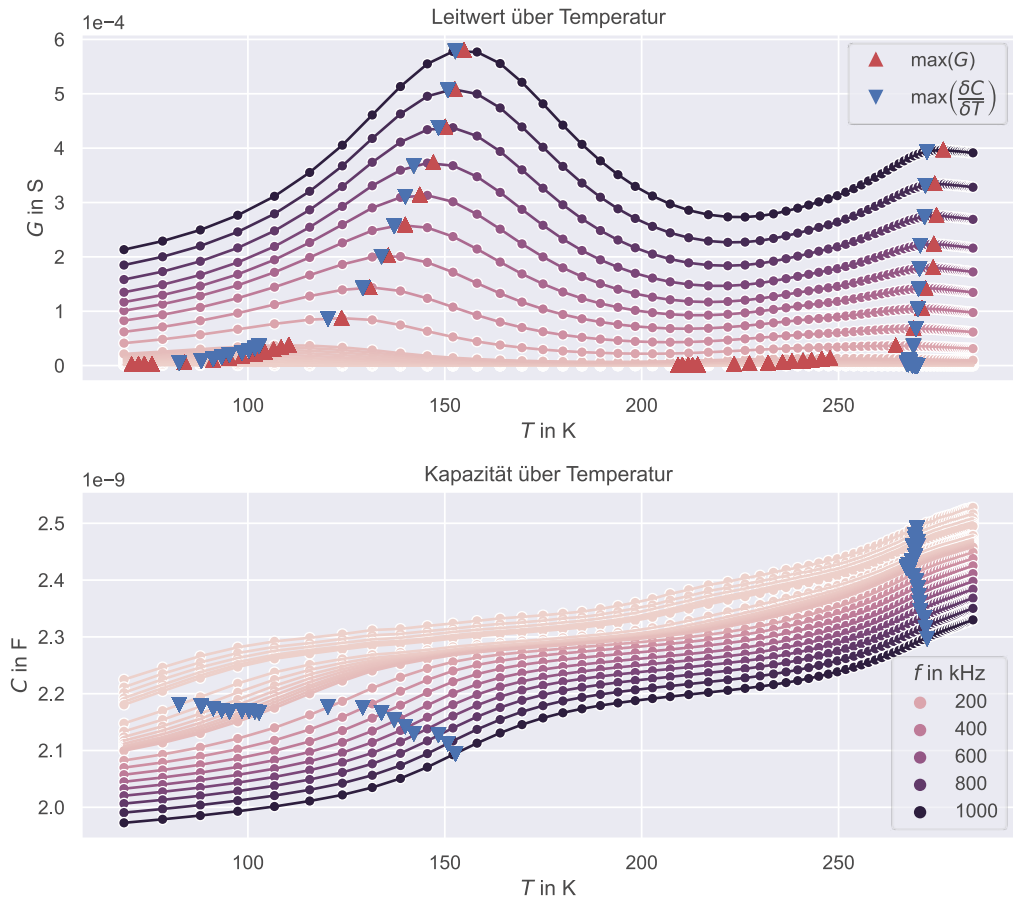 Leitwert über Temperatur
1e−4
6
5
4
3
2
1
0
G in S
max(G)
max(δC/δT)
100
150
200
250
T in K
Kapazität über Temperatur
1e−9
2.5
2.4
2.3
2.2
2.1
2.0
C in F
f in kHz
200
400
600
800
1000
100
150
200
250
T in K